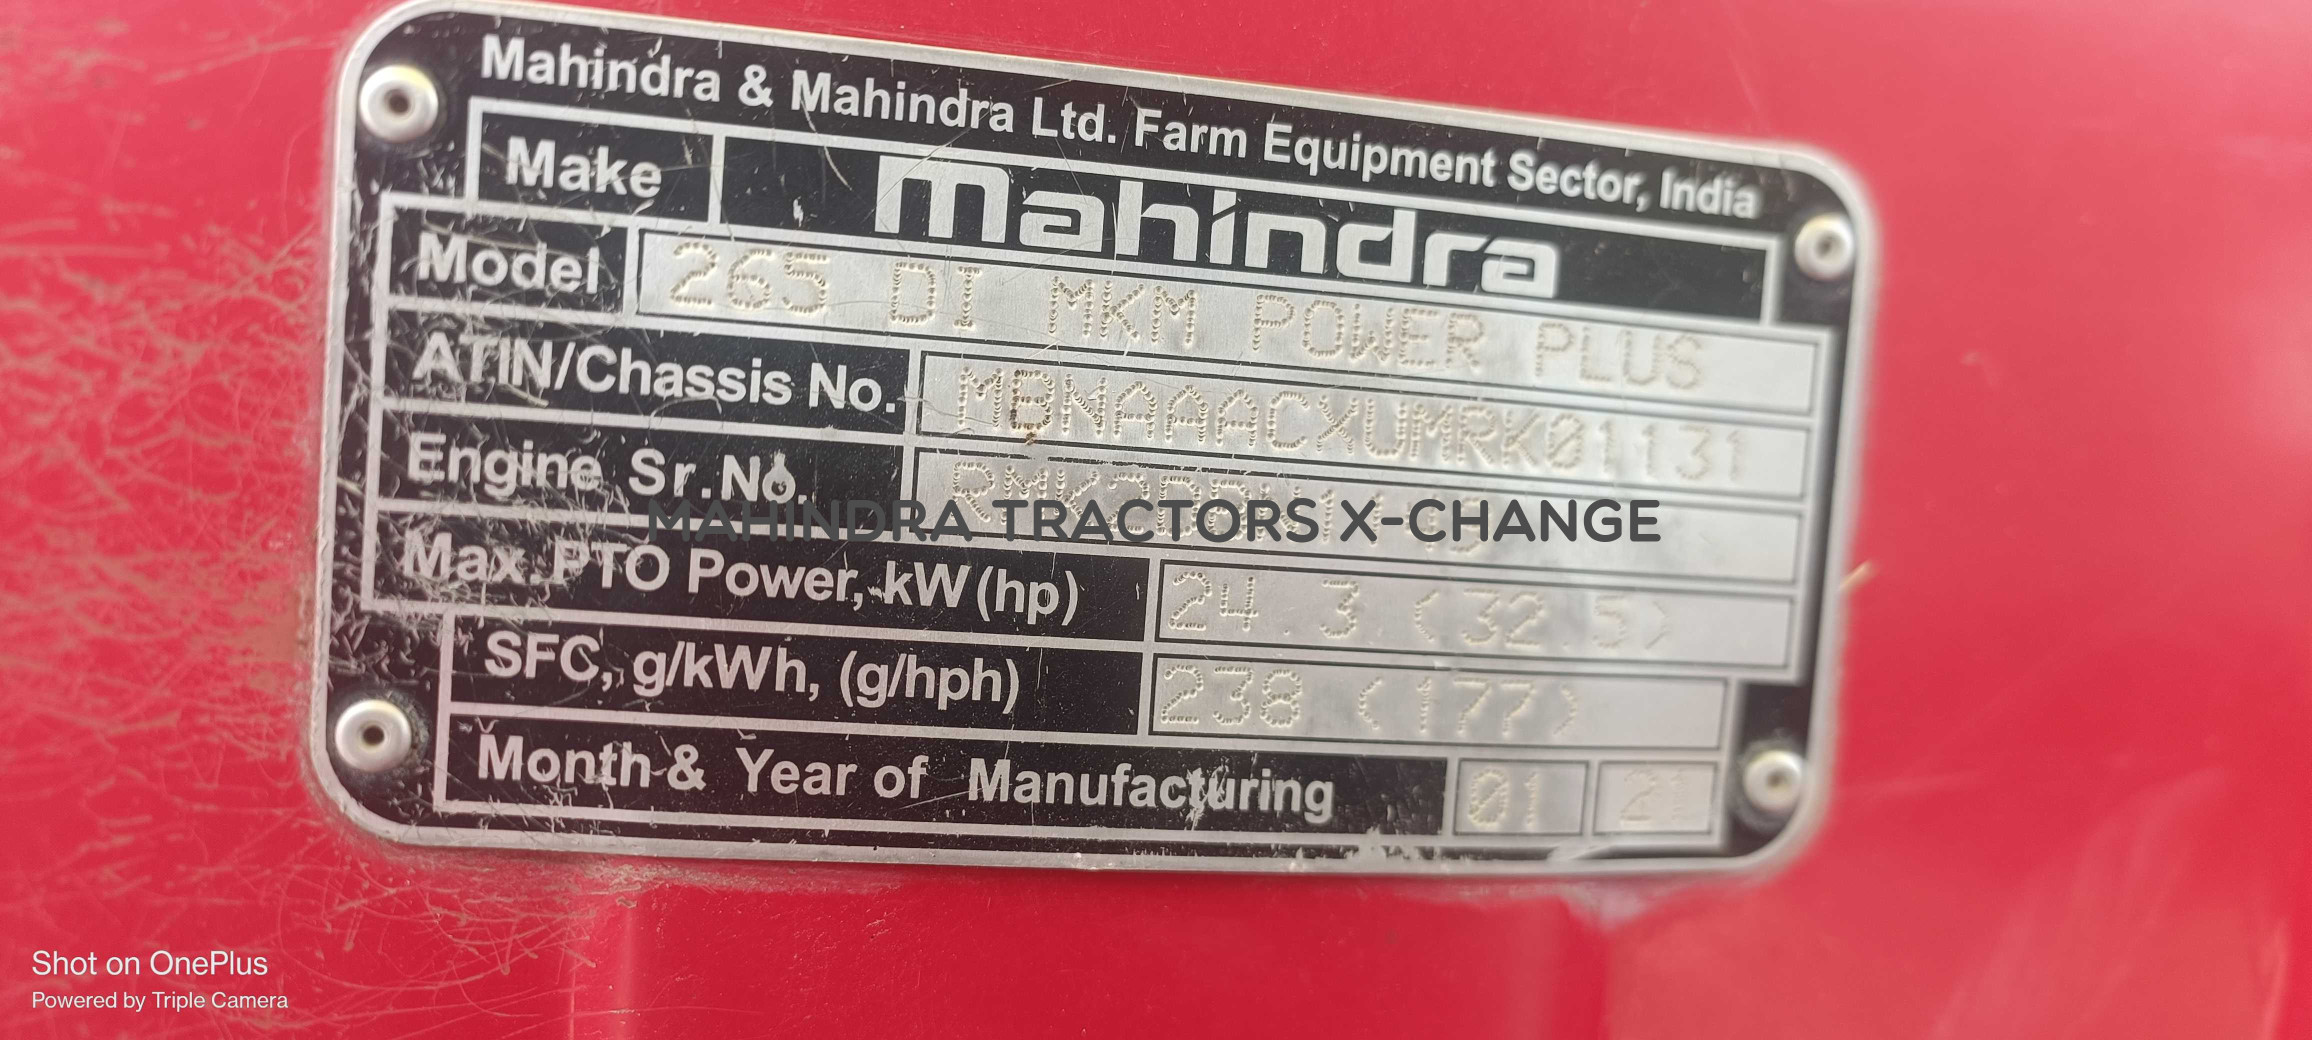 Mahindra & Mahindra Ltd. Farm Equipment Sector, India
Make mahindra
Model 265 DI MKM POWER PLUS
ATIN/Chassis No. MBNAAACXUMRK01131
Engine Sr.No.
MAHINDRA TRACTORS X-CHANGE
Max.PTO Power, kW(hp) 24.3 (32.5)
SFC, g/kWh, (g/hph) 238 (177)
Month & Year of Manufacturing 01 21
Shot on OnePlus
Powered by Triple Camera